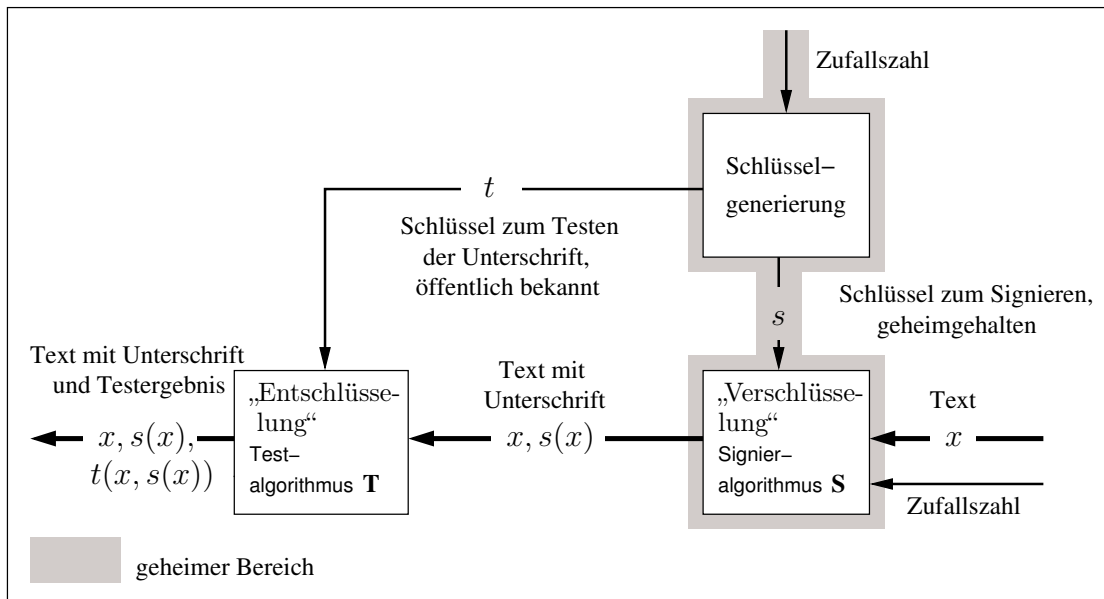 Zufallszahl
Schlüssel–
generierung
t
Schlüssel zum Testen
der Unterschrift,
öffentlich bekannt
Schlüssel zum Signieren,
geheimgehalten
s
Text mit Unterschrift
und Testergebnis
x, s(x),
t(x, s(x))
„Entschlüsse-
lung“
Test–
algorithmus T
Text mit
Unterschrift
x, s(x)
„Verschlüsse-
lung“
Signier–
algorithmus S
Text
x
Zufallszahl
geheimer Bereich